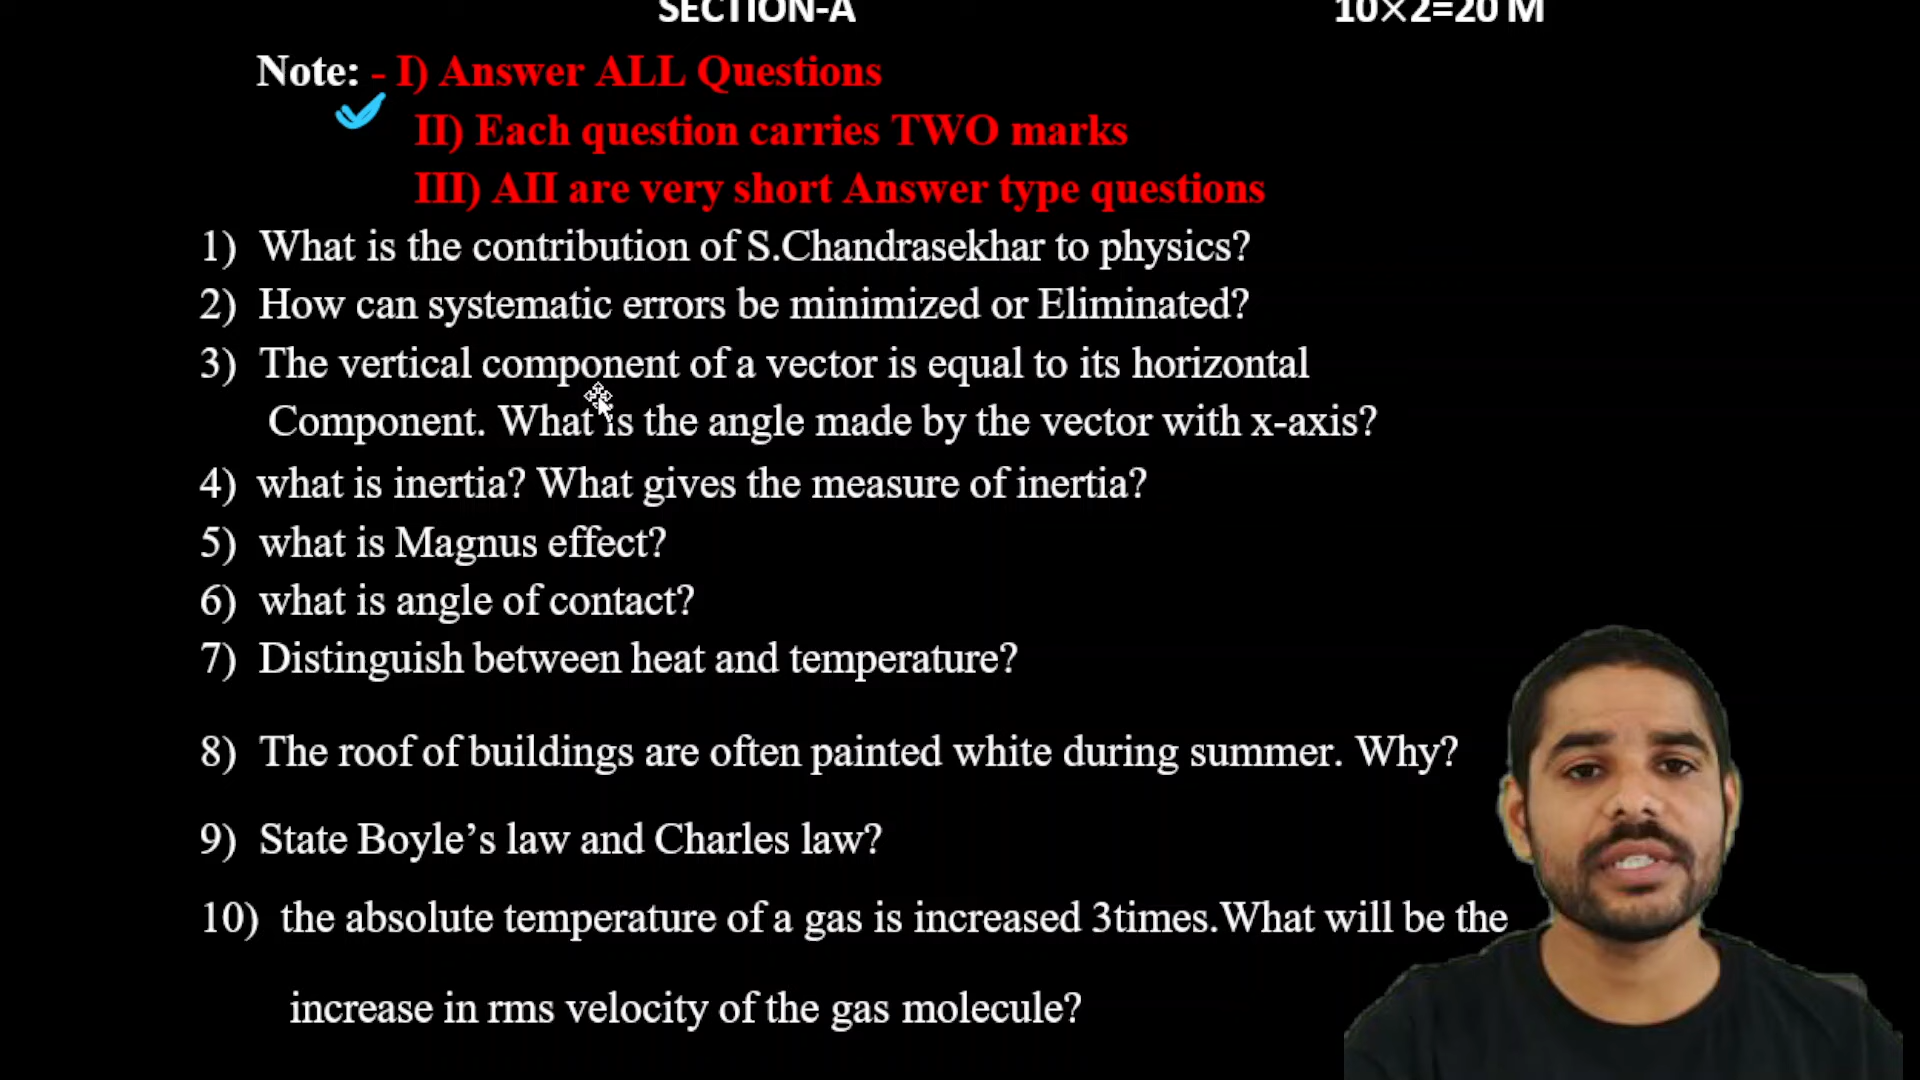 SECTION-A 10×2=20 M
Note: - I) Answer ALL Questions
II) Each question carries TWO marks
III) AII are very short Answer type questions
1) What is the contribution of S.Chandrasekhar to physics?
2) How can systematic errors be minimized or Eliminated?
3) The vertical component of a vector is equal to its horizontal
Component. What is the angle made by the vector with x-axis?
4) what is inertia? What gives the measure of inertia?
5) what is Magnus effect?
6) what is angle of contact?
7) Distinguish between heat and temperature?
8) The roof of buildings are often painted white during summer. Why?
9) State Boyle’s law and Charles law?
10) the absolute temperature of a gas is increased 3times.What will be the
increase in rms velocity of the gas molecule?